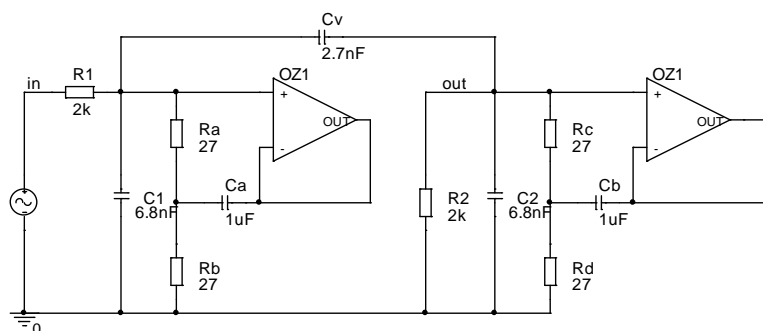 Cv
2.7nF
in
R1
2k
OZ1
+
-
OUT
Ra
27
C1
6.8nF
Ca
1uF
Rb
27
out
R2
2k
OZ1
+
-
OUT
Rc
27
C2
6.8nF
Cb
1uF
Rd
27
0